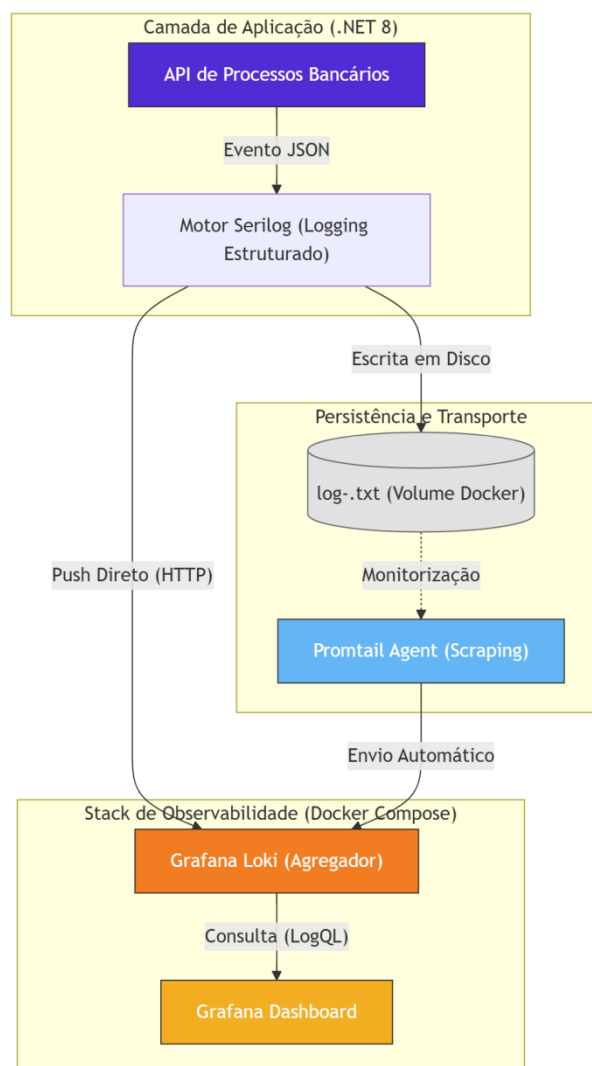 Camada de Aplicação (.NET 8)
API de Processos Bancários
Evento JSON
Motor Serilog (Logging
Estruturado)
Escrita em Disco
Persistência e Transporte
log-.txt (Volume Docker)
Push Direto (HTTP)
Monitorização
Promtail Agent (Scraping)
Envio Automático
Stack de Observabilidade (Docker Compose)
Grafana Loki (Agregador)
Consulta (LogQL)
Grafana Dashboard